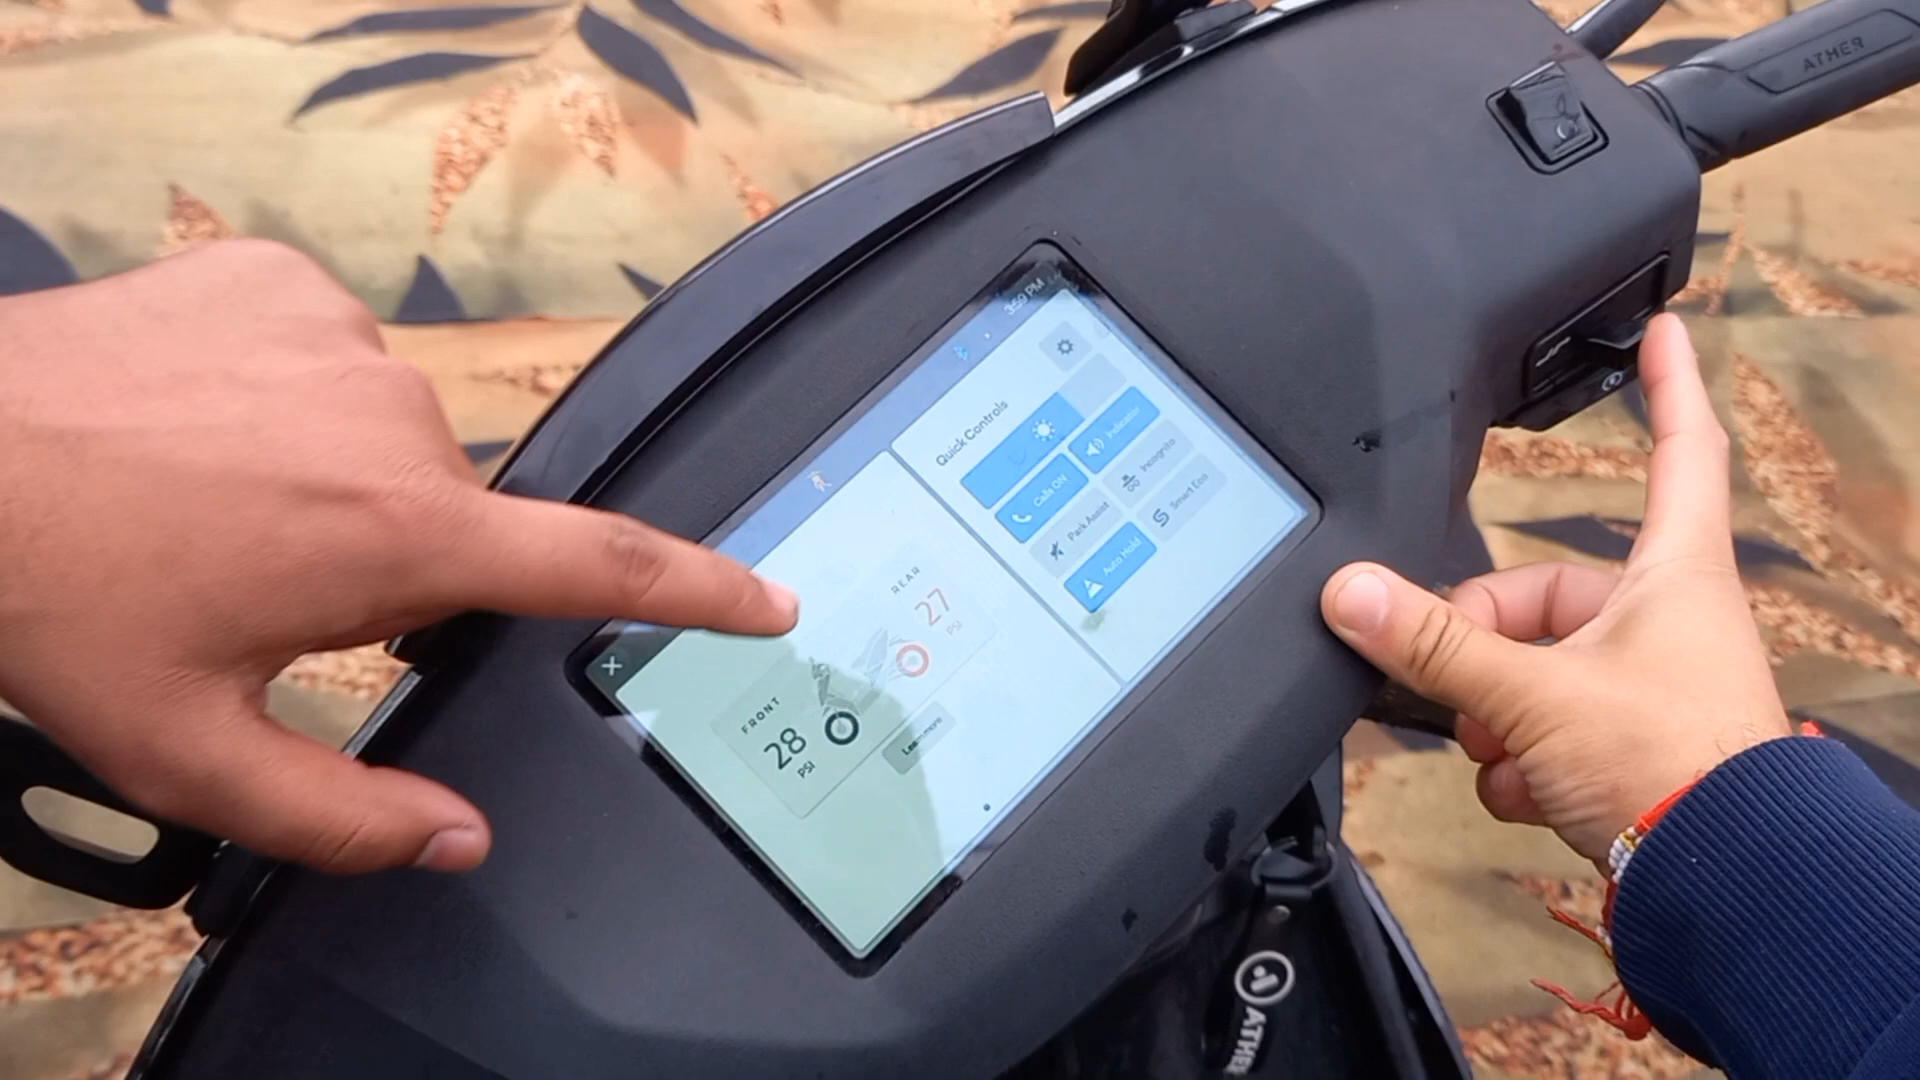 ATHER
3:59 PM
Quick Controls
Calls ON
Indicator
Park Assist
Incognito
Auto Hold
Smart Eco
REAR
27
PSI
FRONT
28
PSI
Learn more
ATHER